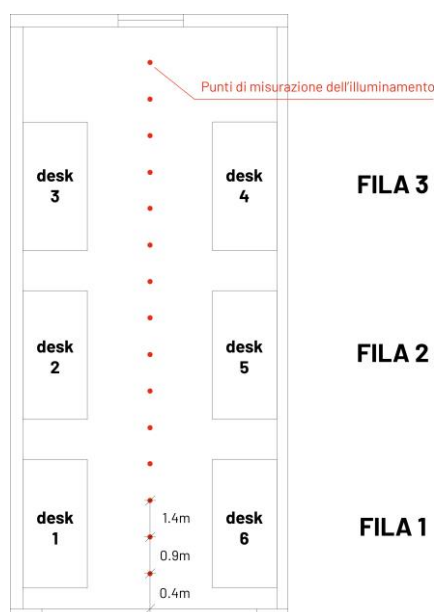 Punti di misurazione dell'illuminamento
desk
3
desk
4
FILA 3
desk
2
desk
5
FILA 2
desk
1
1.4m
0.9m
0.4m
desk
6
FILA 1